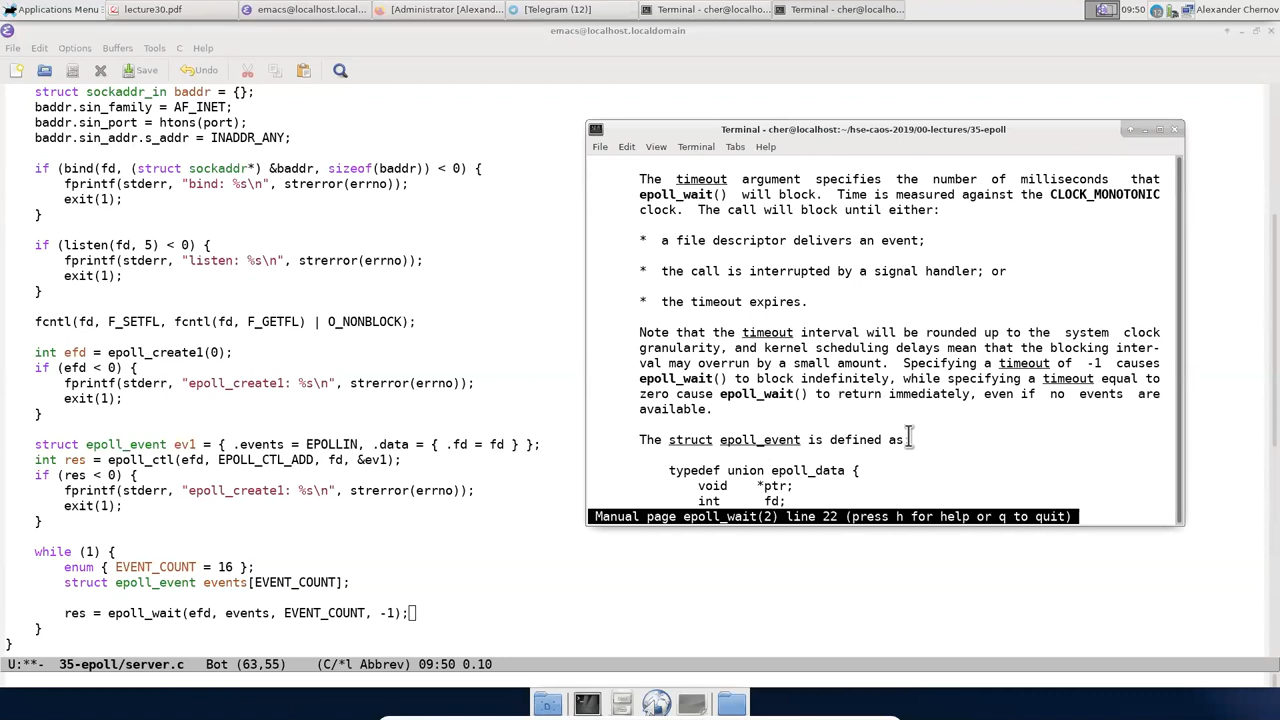 Applications Menu
lecture30.pdf
emacs@localhost.local...
[Administrator [Alexand...
[Telegram (12)]
Terminal - cher@localho...
Terminal - cher@localhou...
09:50
Alexander Chernov
emacs@localhost.localdomain
File Edit Options Buffers Tools C Help
Save Undo
struct sockaddr_in baddr = {};
baddr.sin_family = AF_INET;
baddr.sin_port = htons(port);
baddr.sin_addr.s_addr = INADDR_ANY;
if (bind(fd, (struct sockaddr*) &baddr, sizeof(baddr)) < 0) {
fprintf(stderr, "bind: %s\n", strerror(errno));
exit(1);
}
if (listen(fd, 5) < 0) {
fprintf(stderr, "listen: %s\n", strerror(errno));
exit(1);
}
fcntl(fd, F_SETFL, fcntl(fd, F_GETFL) | O_NONBLOCK);
int efd = epoll_create1(0);
if (efd < 0) {
fprintf(stderr, "epoll_create1: %s\n", strerror(errno));
exit(1);
}
struct epoll_event ev1 = { .events = EPOLLIN, .data = { .fd = fd } };
int res = epoll_ctl(efd, EPOLL_CTL_ADD, fd, &ev1);
if (res < 0) {
fprintf(stderr, "epoll_create1: %s\n", strerror(errno));
exit(1);
}
while (1) {
enum { EVENT_COUNT = 16 };
struct epoll_event events[EVENT_COUNT];
res = epoll_wait(efd, events, EVENT_COUNT, -1);
}
}
U:**- 35-epoll/server.c Bot (63,55) (C/*l Abbrev) 09:50 0.10
Terminal - cher@localhost:~/hse-caos-2019/00-lectures/35-epoll
File Edit View Terminal Tabs Help
The timeout argument specifies the number of milliseconds that
epoll_wait() will block. Time is measured against the CLOCK_MONOTONIC
clock. The call will block until either:
* a file descriptor delivers an event;
* the call is interrupted by a signal handler; or
* the timeout expires.
Note that the timeout interval will be rounded up to the system clock
granularity, and kernel scheduling delays mean that the blocking inter-
val may overrun by a small amount. Specifying a timeout of -1 causes
epoll_wait() to block indefinitely, while specifying a timeout equal to
zero cause epoll_wait() to return immediately, even if no events are
available.
The struct epoll_event is defined as:
typedef union epoll_data {
void *ptr;
int fd;
Manual page epoll_wait(2) line 22 (press h for help or q to quit)